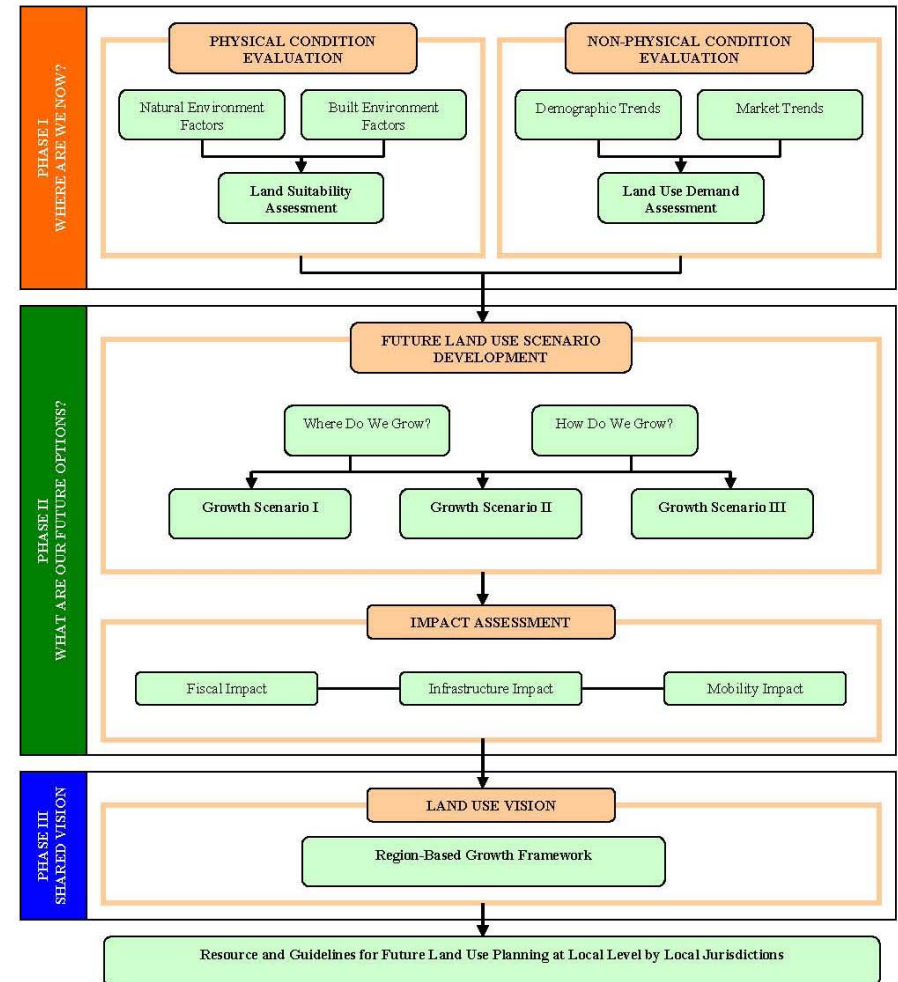 PHASE I
WHERE ARE WE NOW?
PHYSICAL CONDITION
EVALUATION
Natural Environment
Factors
Built Environment
Factors
Land Suitability
Assessment
NON-PHYSICAL CONDITION
EVALUATION
Demographic Trends
Market Trends
Land Use Demand
Assessment
PHASE II
WHAT ARE OUR FUTURE OPTIONS?
FUTURE LAND USE SCENARIO
DEVELOPMENT
Where Do We Grow?
How Do We Grow?
Growth Scenario I
Growth Scenario II
Growth Scenario III
IMPACT ASSESSMENT
Fiscal Impact
Infrastructure Impact
Mobility Impact
PHASE III
SHARED VISION
LAND USE VISION
Region-Based Growth Framework
Resource and Guidelines for Future Land Use Planning at Local Level by Local Jurisdictions